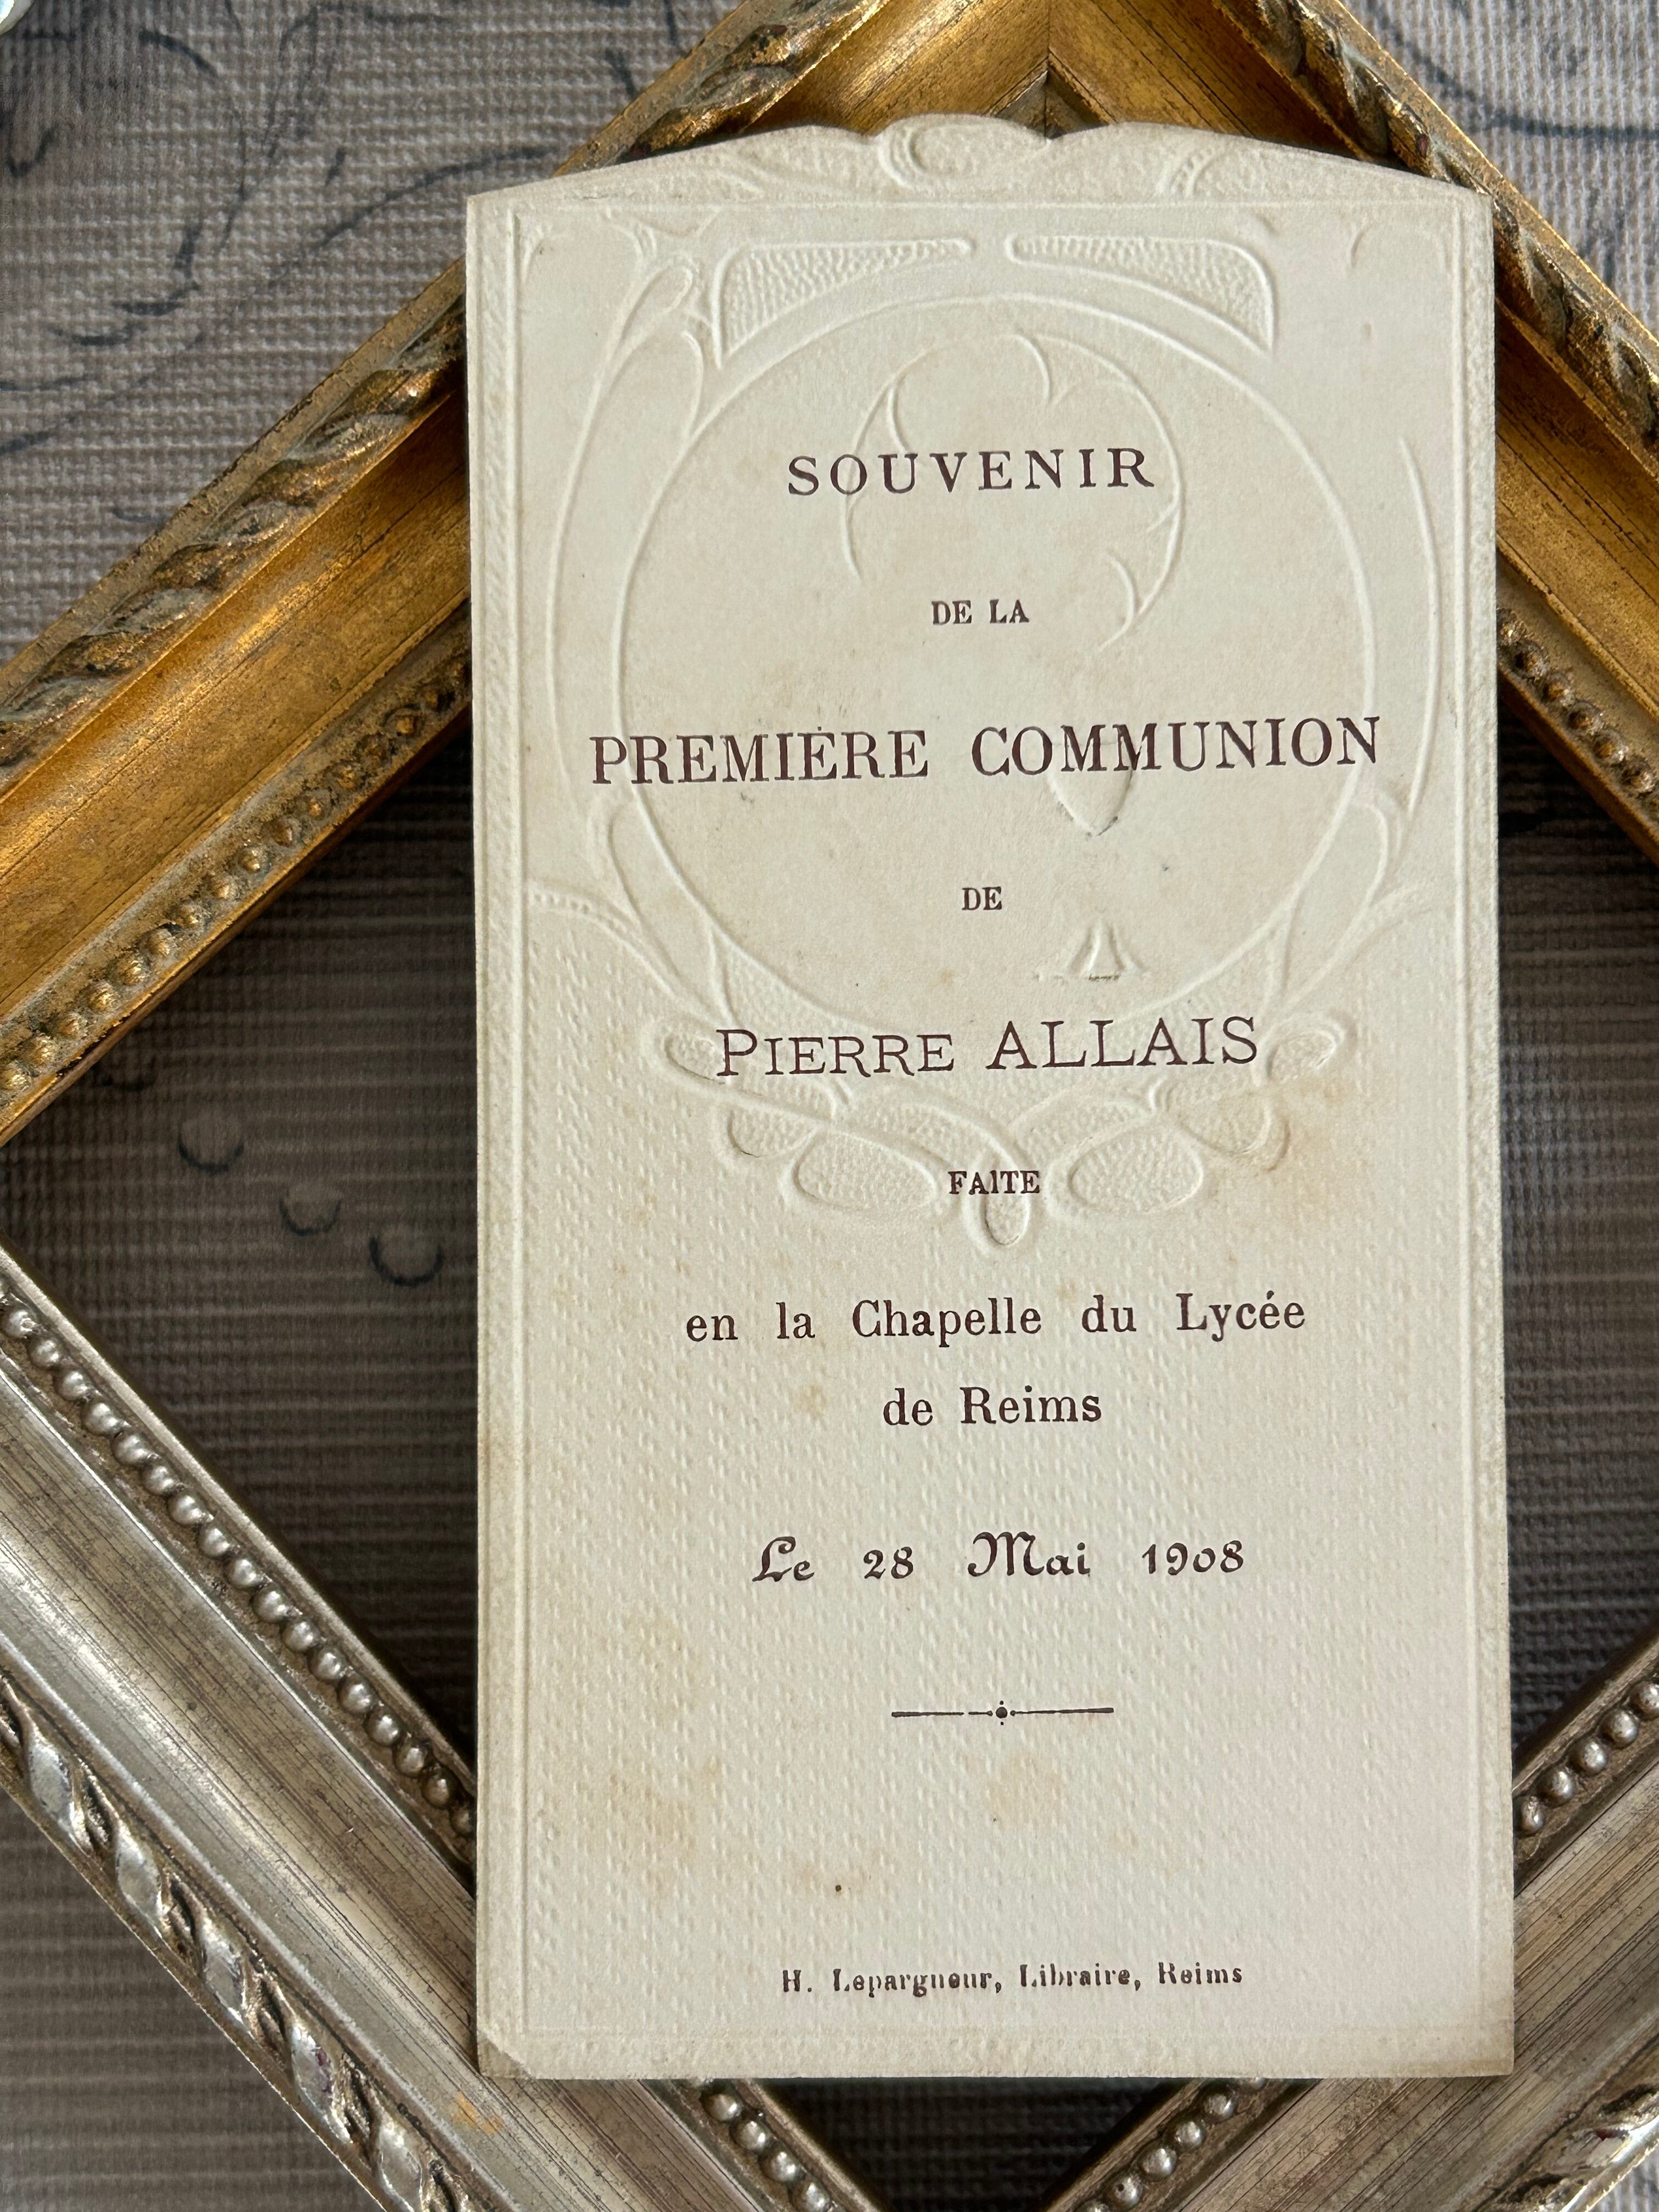 SOUVENIR
DE LA
PREMIÈRE COMMUNION
DE
PIERRE ALLAIS
FAITE
en la Chapelle du Lycée
de Reims
Le 28 Mai 1908
H. Lepargneur, Libraire, Reims